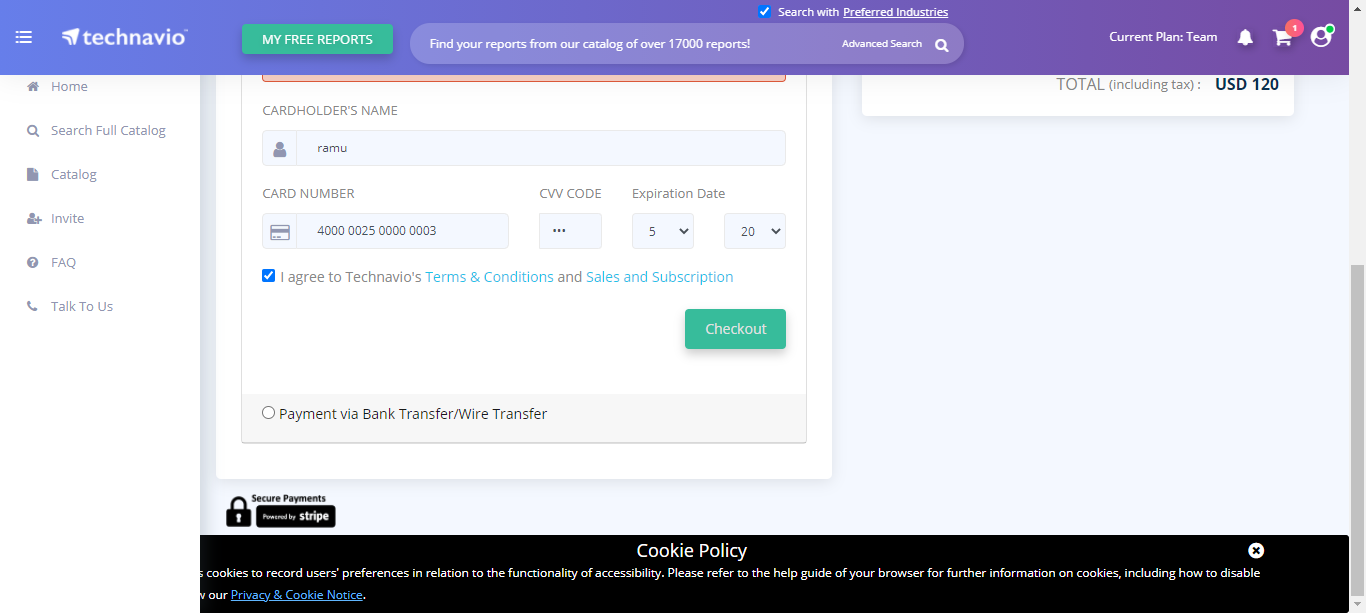 Search with Preferred Industries
technavio
MY FREE REPORTS
Find your reports from our catalog of over 17000 reports!
Advanced Search
Current Plan: Team
1
Home
Search Full Catalog
Catalog
Invite
FAQ
Talk To Us
TOTAL (including tax) : USD 120
CARDHOLDER'S NAME
ramu
CARD NUMBER CVV CODE Expiration Date
4000 0025 0000 0003 ••• 5 20
I agree to Technavio's Terms & Conditions and Sales and Subscription
Checkout
Payment via Bank Transfer/Wire Transfer
Secure Payments
Powered by stripe
Cookie Policy
s cookies to record users' preferences in relation to the functionality of accessibility. Please refer to the help guide of your browser for further information on cookies, including how to disable
w our Privacy & Cookie Notice.